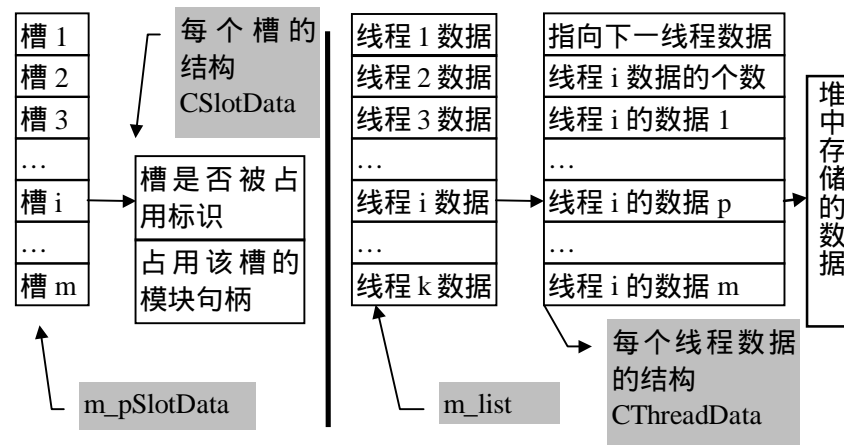 槽 1
槽 2
槽 3
…
槽 i
…
槽 m
每个槽的
结构
CSlotData
槽是否被占
用标识
占用该槽的
模块句柄
m_pSlotData
线程 1 数据
线程 2 数据
线程 3 数据
…
线程 i 数据
…
线程 k 数据
m_list
指向下一线程数据
线程 i 数据的个数
线程 i 的数据 1
…
线程 i 的数据 p
…
线程 i 的数据 m
每个线程数据
的结构
CThreadData
堆中存储的数据